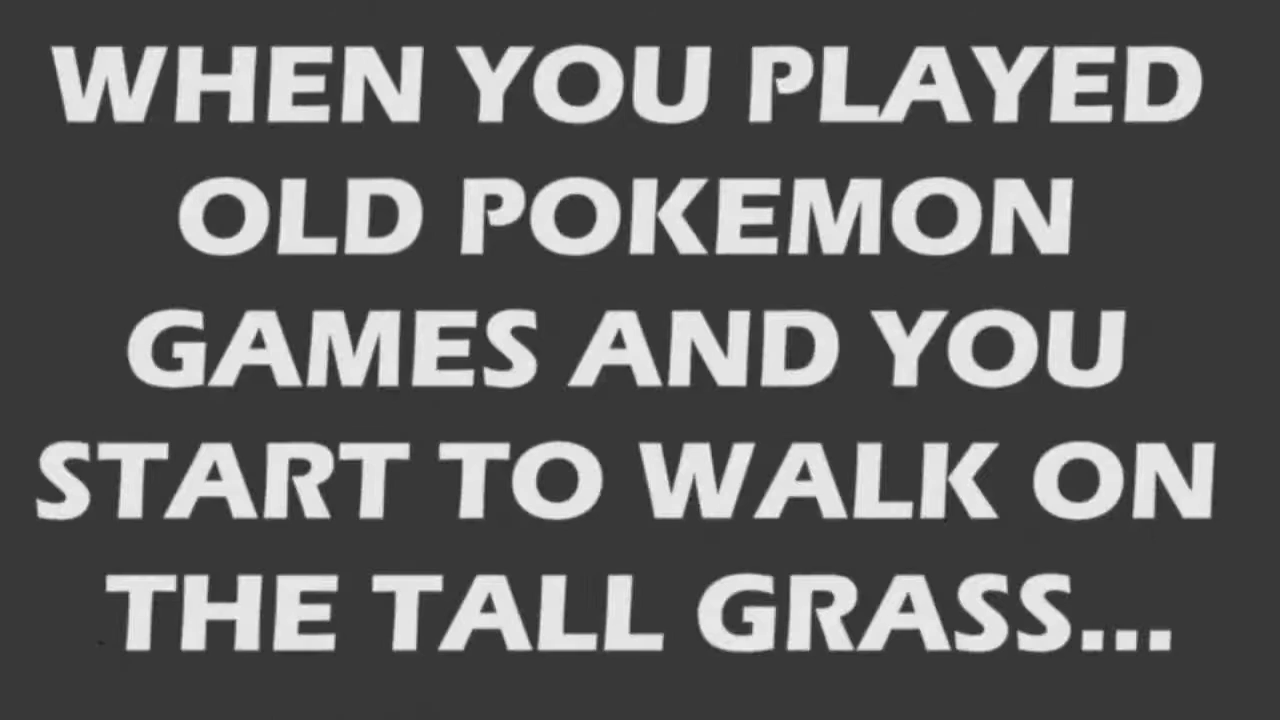 WHEN YOU PLAYED
OLD POKEMON
GAMES AND YOU
START TO WALK ON
THE TALL GRASS...